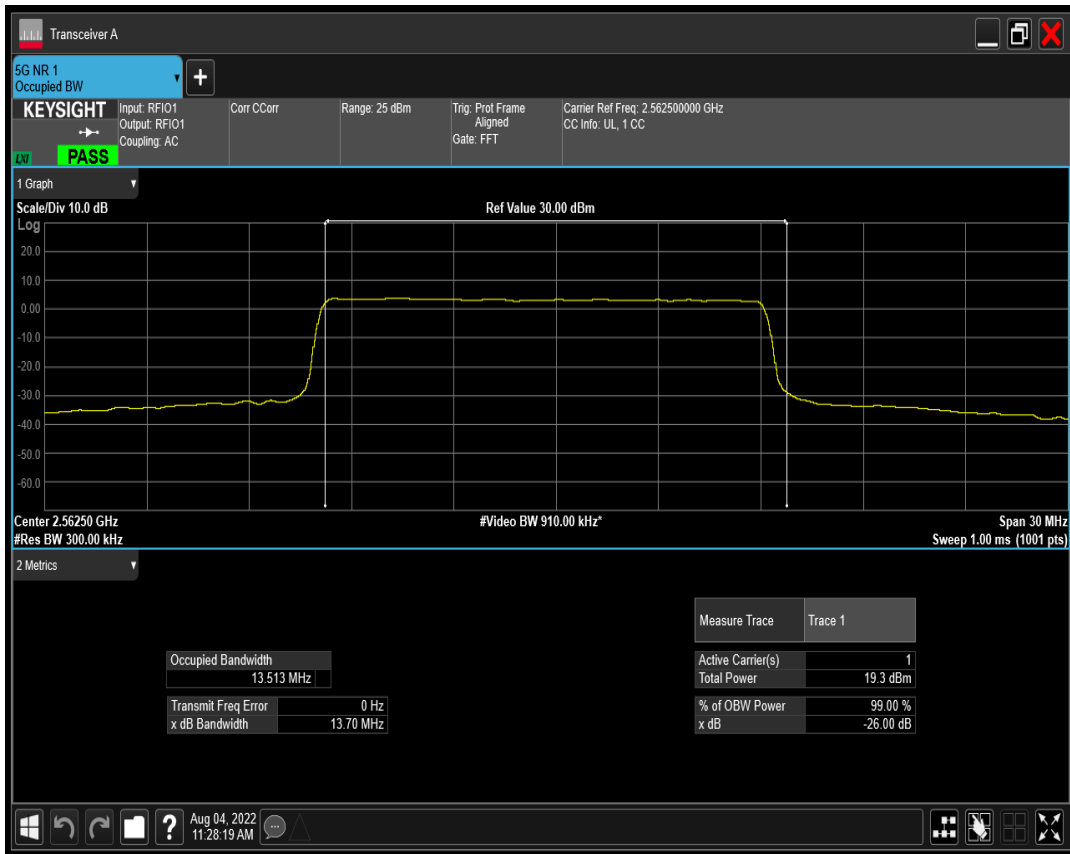 Transceiver A
5G NR 1
Occupied BW
KEYSIGHT
LXI
PASS
Input: RFIO1
Output: RFIO1
Coupling: AC
Corr CCorr
Range: 25 dBm
Trig: Prot Frame
Aligned
Gate: FFT
Carrier Ref Freq: 2.562500000 GHz
CC Info: UL, 1 CC
1 Graph
Scale/Div 10.0 dB
Ref Value 30.00 dBm
Log
20.0
10.0
0.00
-10.0
-20.0
-30.0
-40.0
-50.0
-60.0
Center 2.56250 GHz
#Video BW 910.00 kHz*
Span 30 MHz
#Res BW 300.00 kHz
Sweep 1.00 ms (1001 pts)
2 Metrics
Measure Trace Trace 1
Occupied Bandwidth
13.513 MHz
Active Carrier(s) 1
Total Power 19.3 dBm
Transmit Freq Error 0 Hz
x dB Bandwidth 13.70 MHz
% of OBW Power 99.00 %
x dB -26.00 dB
?
Aug 04, 2022
11:28:19 AM